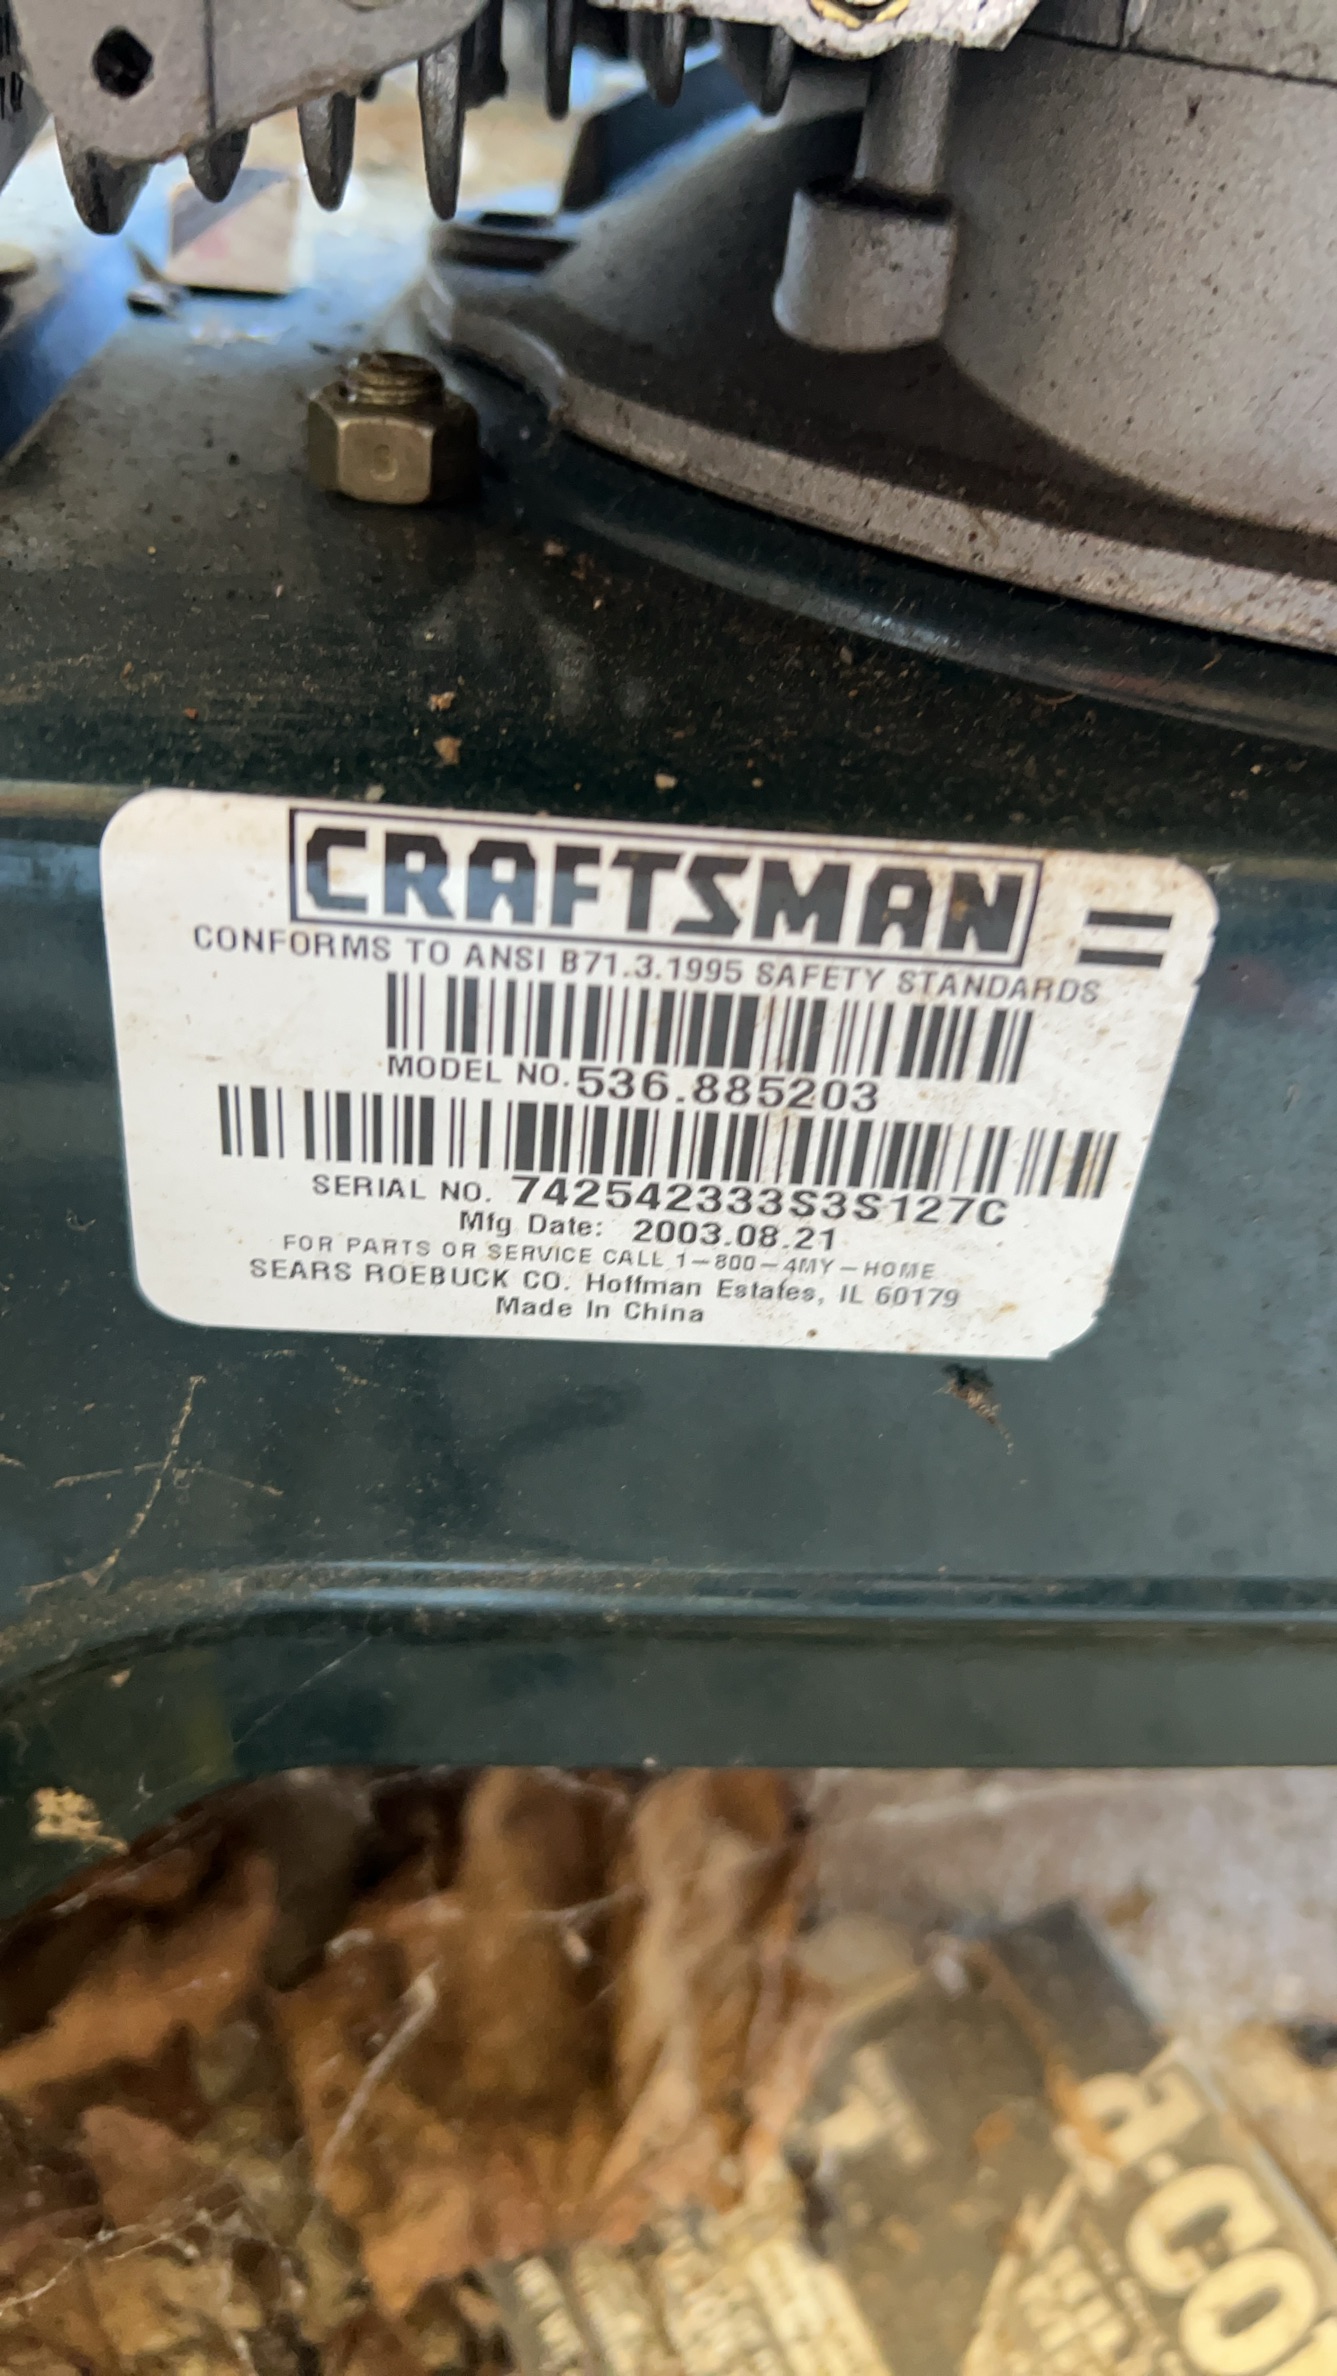 CRAFTSMAN
CONFORMS TO ANSI B71.3.1995 SAFETY STANDARDS
MODEL NO. 536.885203
SERIAL NO. 742542333S3S127C
Mfg Date: 2003.08.21
FOR PARTS OR SERVICE CALL 1-800-4MY-HOME
SEARS ROEBUCK CO. Hoffman Estates, IL 60179
Made In China